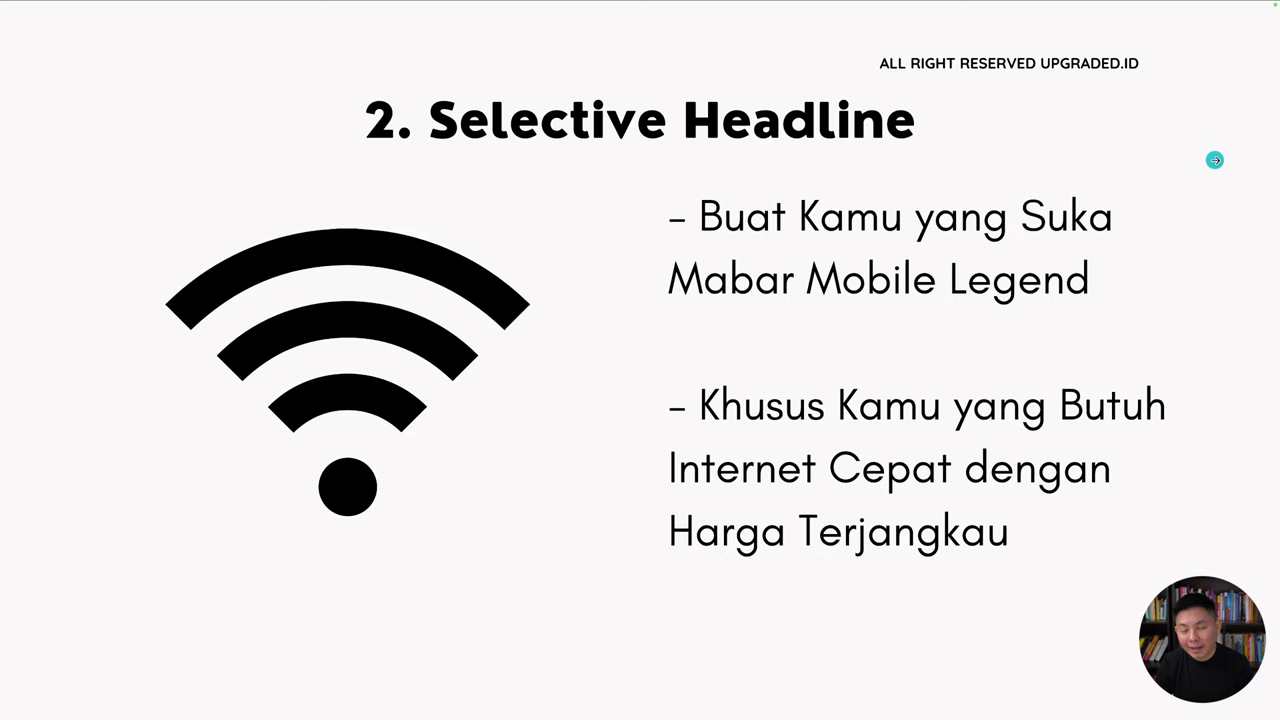 ALL RIGHT RESERVED UPGRADED.ID
2. Selective Headline
- Buat Kamu yang Suka
Mabar Mobile Legend
- Khusus Kamu yang Butuh
Internet Cepat dengan
Harga Terjangkau